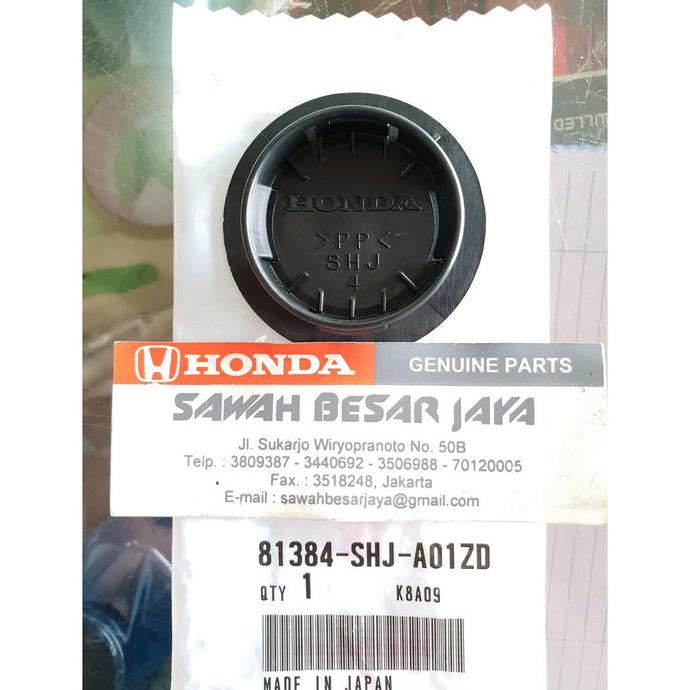 HONDA
>PP<
SHJ
4
HONDA GENUINE PARTS
SAWAH BESAR JAYA
Jl. Sukarjo Wiryopranoto No. 50B
Telp. : 3809387 - 3440692 - 3506988 - 70120005
Fax. : 3518248, Jakarta
E-mail : sawahbesarjaya@gmail.com
81384-SHJ-A01ZD
QTY 1 K8A09
MADE IN JAPAN